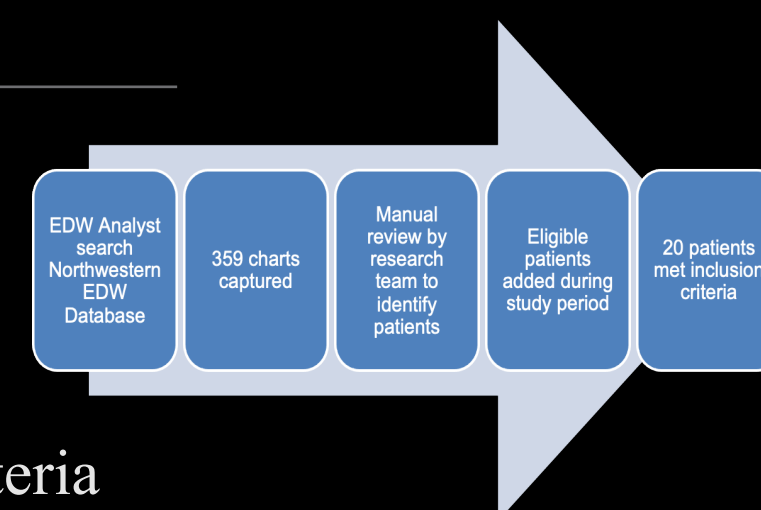 EDW Analyst
search
Northwestern
EDW
Database
359 charts
captured
Manual
review by
research
team to
identify
patients
Eligible
patients
added during
study period
20 patients
met inclusion
criteria
teria